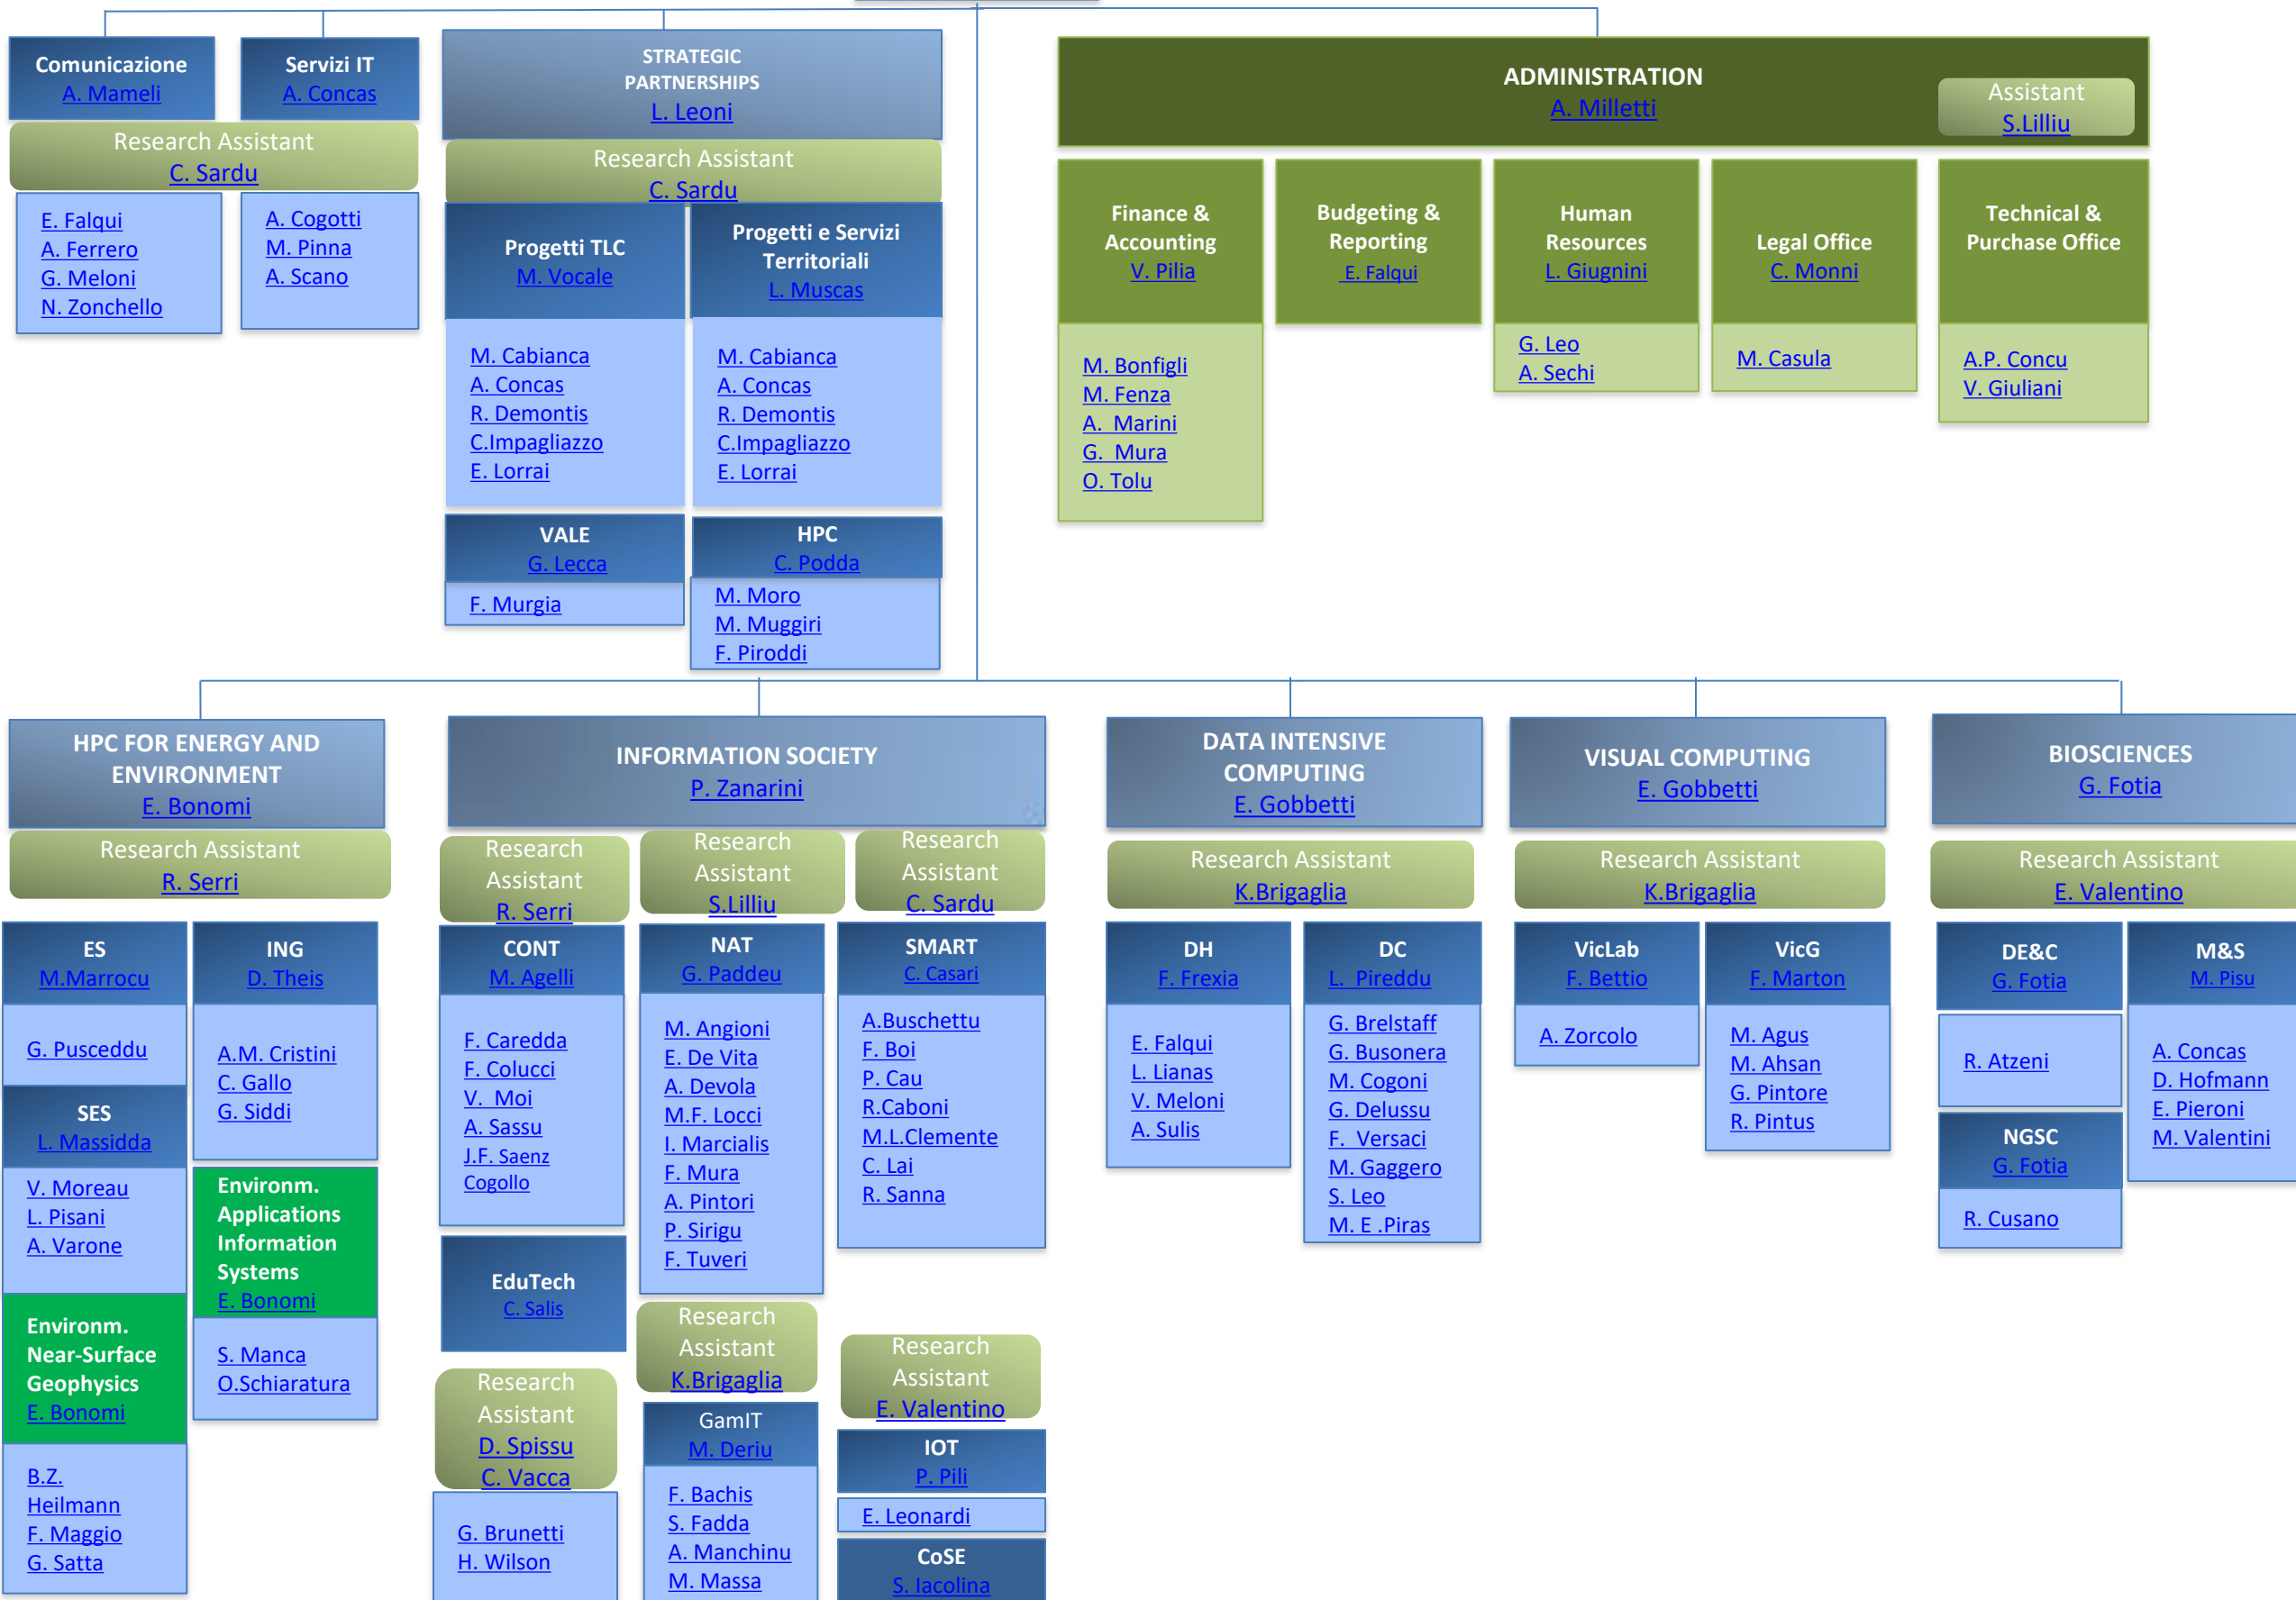 Comunicazione
A. Mameli
Servizi IT
A. Concas
Research Assistant
C. Sardu
E. Falqui
A. Ferrero
G. Meloni
N. Zonchello
A. Cogotti
M. Pinna
A. Scano
STRATEGIC
PARTNERSHIPS
L. Leoni
Research Assistant
C. Sardu
Progetti TLC
M. Vocale
M. Cabianca
A. Concas
R. Demontis
C.Impagliazzo
E. Lorrai
Progetti e Servizi
Territoriali
L. Muscas
M. Cabianca
A. Concas
R. Demontis
C.Impagliazzo
E. Lorrai
VALE
G. Lecca
F. Murgia
HPC
C. Podda
M. Moro
M. Muggiri
F. Piroddi
ADMINISTRATION
A. Milletti
Assistant
S.Lilliu
Finance &
Accounting
V. Pilia
M. Bonfigli
M. Fenza
A. Marini
G. Mura
O. Tolu
Budgeting &
Reporting
E. Falqui
Human
Resources
L. Giugnini
G. Leo
A. Sechi
Legal Office
C. Monni
M. Casula
Technical &
Purchase Office
A.P. Concu
V. Giuliani
HPC FOR ENERGY AND
ENVIRONMENT
E. Bonomi
Research Assistant
R. Serri
ES
M.Marrocu
G. Pusceddu
SES
L. Massidda
V. Moreau
L. Pisani
A. Varone
Environm.
Near-Surface
Geophysics
E. Bonomi
B.Z.
Heilmann
F. Maggio
G. Satta
ING
D. Theis
A.M. Cristini
C. Gallo
G. Siddi
Environm.
Applications
Information
Systems
E. Bonomi
S. Manca
O.Schiaratura
INFORMATION SOCIETY
P. Zanarini
Research
Assistant
R. Serri
CONT
M. Agelli
F. Caredda
F. Colucci
V. Moi
A. Sassu
J.F. Saenz
Cogollo
EduTech
C. Salis
Research
Assistant
D. Spissu
C. Vacca
G. Brunetti
H. Wilson
Research
Assistant
S.Lilliu
NAT
G. Paddeu
M. Angioni
E. De Vita
A. Devola
M.F. Locci
I. Marcialis
F. Mura
A. Pintori
P. Sirigu
F. Tuveri
Research
Assistant
K.Brigaglia
GamIT
M. Deriu
F. Bachis
S. Fadda
A. Manchinu
M. Massa
Research
Assistant
C. Sardu
SMART
C. Casari
A.Buschettu
F. Boi
P. Cau
R.Caboni
M.L.Clemente
C. Lai
R. Sanna
Research
Assistant
E. Valentino
IOT
P. Pili
E. Leonardi
CoSE
S. Iacolina
DATA INTENSIVE
COMPUTING
E. Gobbetti
Research Assistant
K.Brigaglia
DH
F. Frexia
E. Falqui
L. Lianas
V. Meloni
A. Sulis
DC
L. Pireddu
G. Brelstaff
G. Busonera
M. Cogoni
G. Delussu
F. Versaci
M. Gaggero
S. Leo
M. E .Piras
VISUAL COMPUTING
E. Gobbetti
Research Assistant
K.Brigaglia
VicLab
F. Bettio
A. Zorcolo
VicG
F. Marton
M. Agus
M. Ahsan
G. Pintore
R. Pintus
BIOSCIENCES
G. Fotia
Research Assistant
E. Valentino
DE&C
G. Fotia
R. Atzeni
NGSC
G. Fotia
R. Cusano
M&S
M. Pisu
A. Concas
D. Hofmann
E. Pieroni
M. Valentini